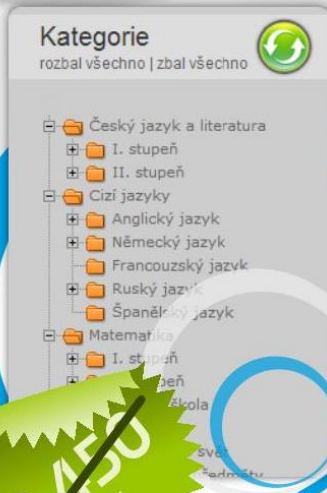 Kategorie
rozbal všechno | zbal všechno
Český jazyk a literatura
I. stupeň
II. stupeň
Cizí jazyky
Anglický jazyk
Německý jazyk
Francouzský jazyk
Ruský jazyk
Španělský jazyk
Matematika
I. stupeň
450